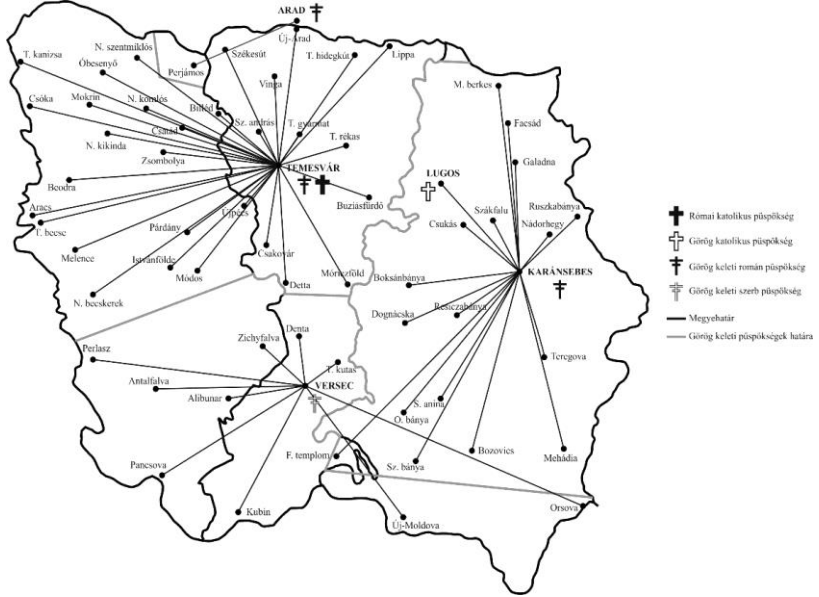 ARAD
Új-Arad
T. kanizsa
N. szentmiklós
Óbesenyő
Perjámos
Székesút
T. hidegkút
Lippa
M. berkes
Csóka
Mokrin
N. komlós
Billéd
Vinga
N. kikinda
Csatád
Sz. andrás
T. gyarmat
T. rékas
Facsád
Zsombolya
TEMESVÁR
Galadna
LUGOS
Beodra
Buziásfürdő
Aracs
T. becse
Újpécs
Szákfalu
Ruszkabánya
Nádorhegy
Csukás
Párdány
Melence
Istvánfölde
Módos
Csakovár
Móriczföld
Detta
N. becskerek
Boksánbánya
KARÁNSEBES
Dognácska
Resiczabánya
Perlasz
Zichyfalva
Denta
T. kutas
Teregova
Antalfalva
Alibunar
VERSEC
S. anina
O. bánya
Pancsova
F. templom
Sz. bánya
Bozovics
Mehádia
Kubin
Új-Moldova
Orsova
Római katolikus püspökség
Görög katolikus püspökség
Görög keleti román püspökség
Görög keleti szerb püspökség
Megyehatár
Görög keleti püspökségek határa